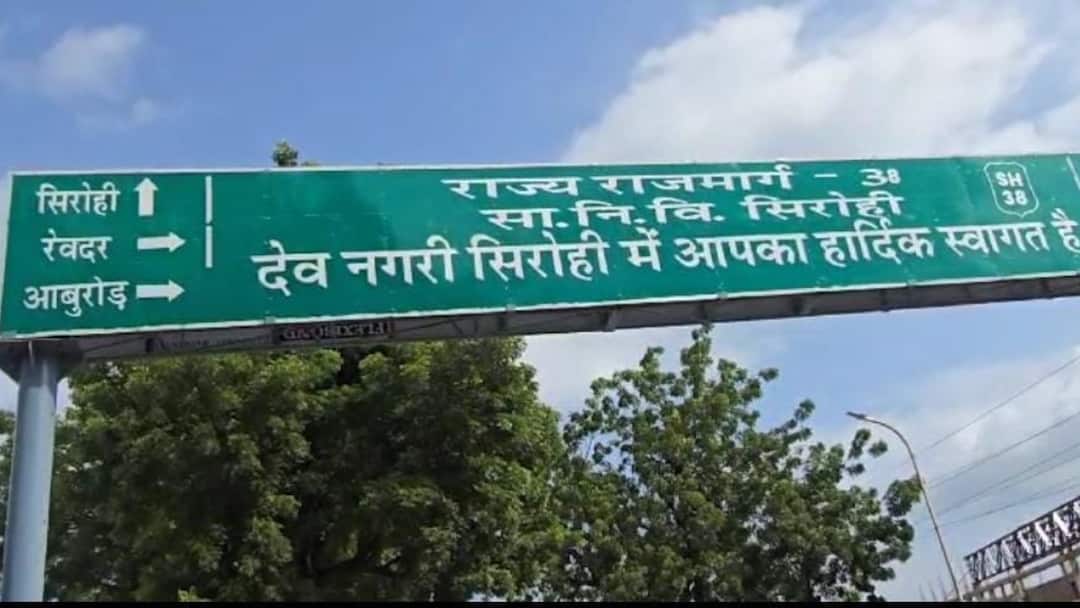 सिरोही ↑
रेवदर →
आबुरोड़ →
राज्य राजमार्ग - 38
सा.नि.वि. सिरोही
देव नगरी सिरोही में आपका हार्दिक स्वागत है
SH
38